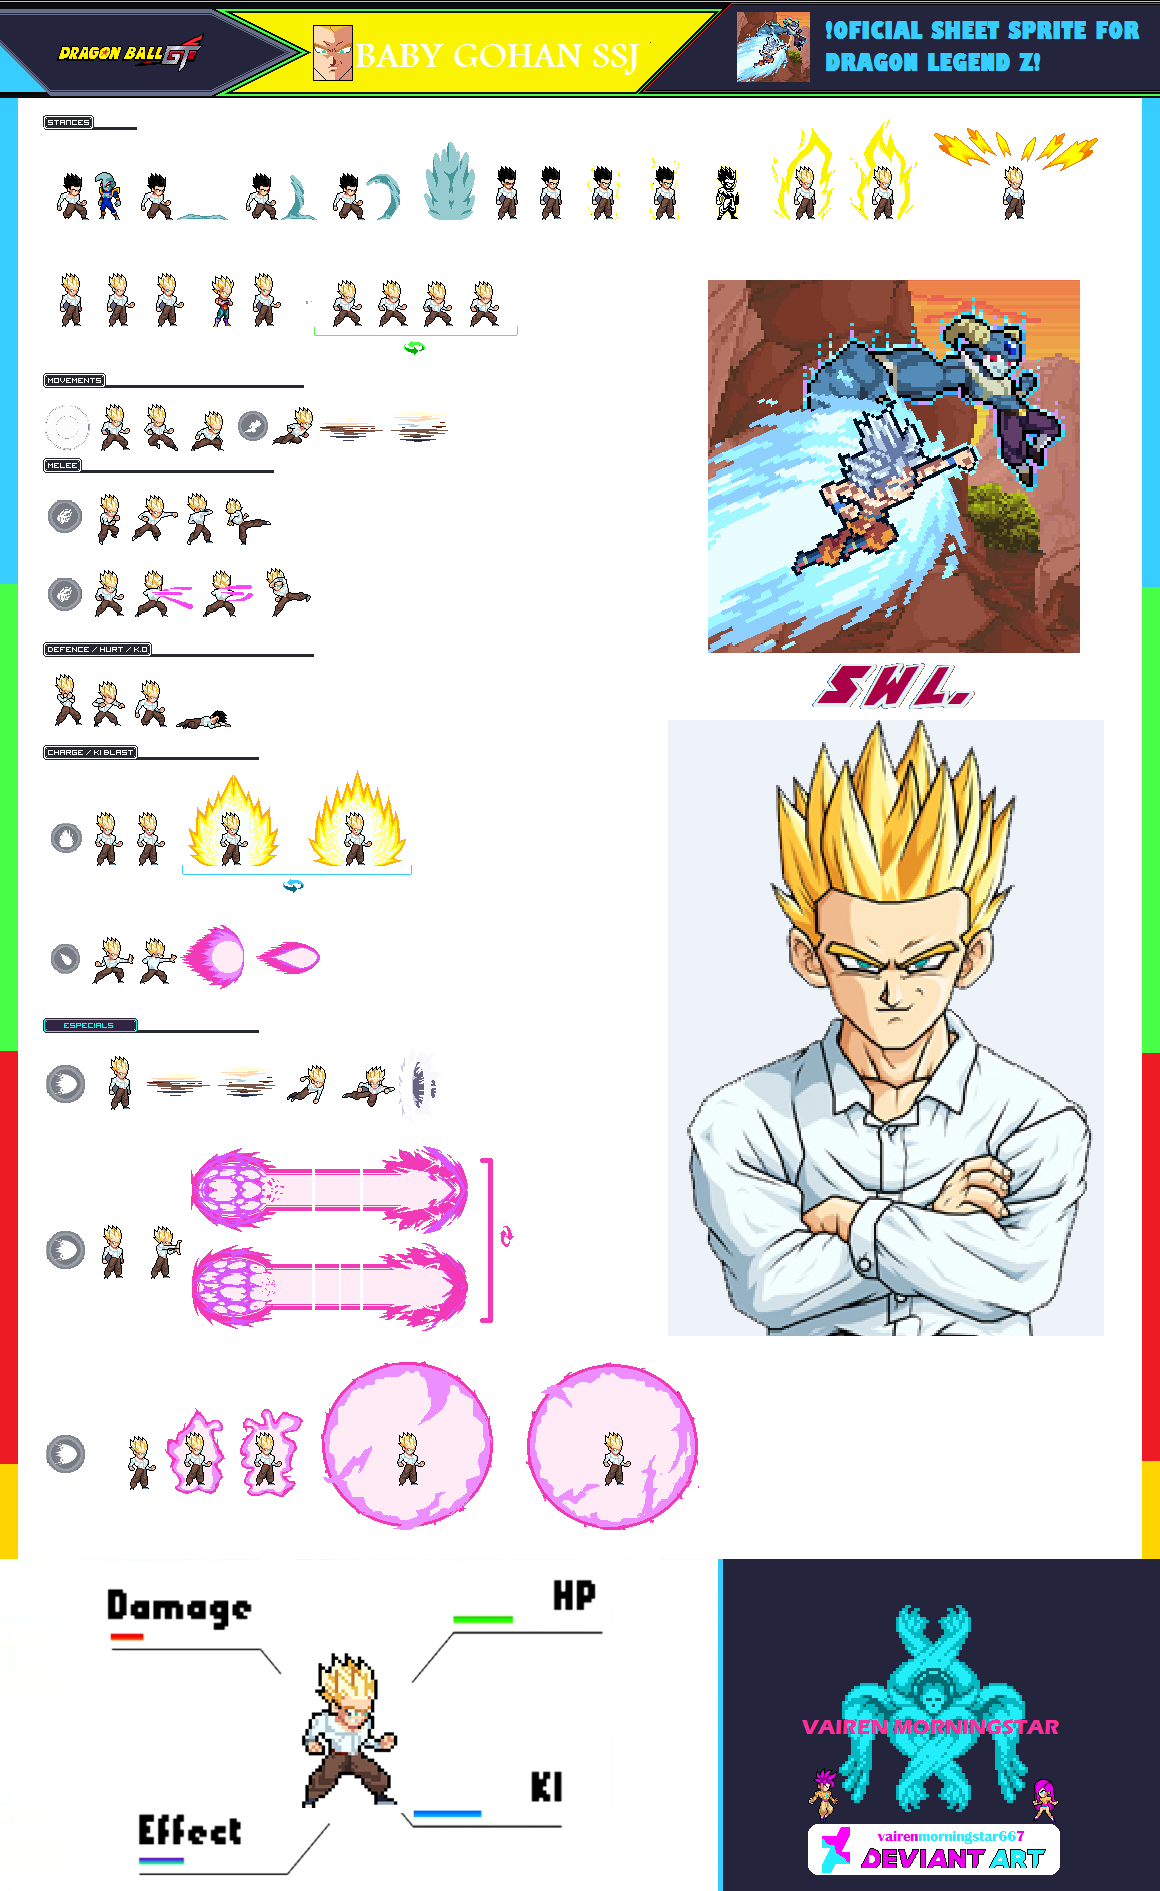 DRAGON BALL GT
BABY GOHAN SSJ
!OFICIAL SHEET SPRITE FOR
DRAGON LEGEND Z!
STANCES
MOVEMENTS
MELEE
DEFENCE / HURT / K.O
SWL.
CHARGE / KI BLAST
ESPECIALS
Damage
HP
KI
Effect
VAIREN MORNINGSTAR
vairenmorningstar667
DEVIANT ART